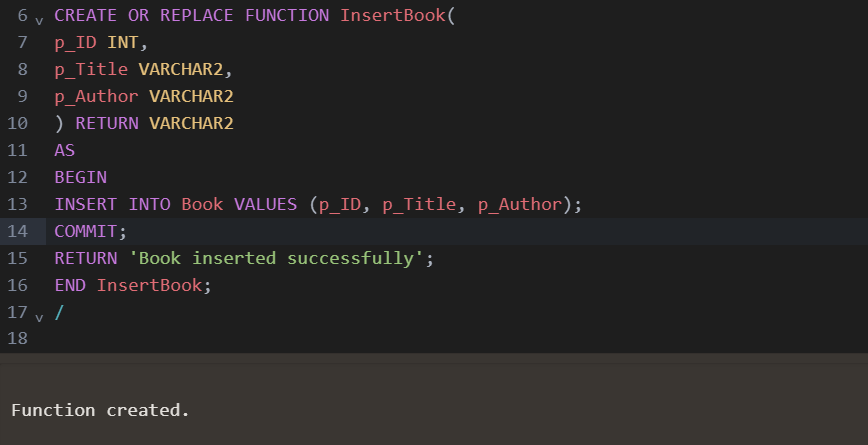 6 v CREATE OR REPLACE FUNCTION InsertBook(
7 p_ID INT,
8 p_Title VARCHAR2,
9 p_Author VARCHAR2
10 ) RETURN VARCHAR2
11 AS
12 BEGIN
13 INSERT INTO Book VALUES (p_ID, p_Title, p_Author);
14 COMMIT;
15 RETURN 'Book inserted successfully';
16 END InsertBook;
17 v /
18
Function created.